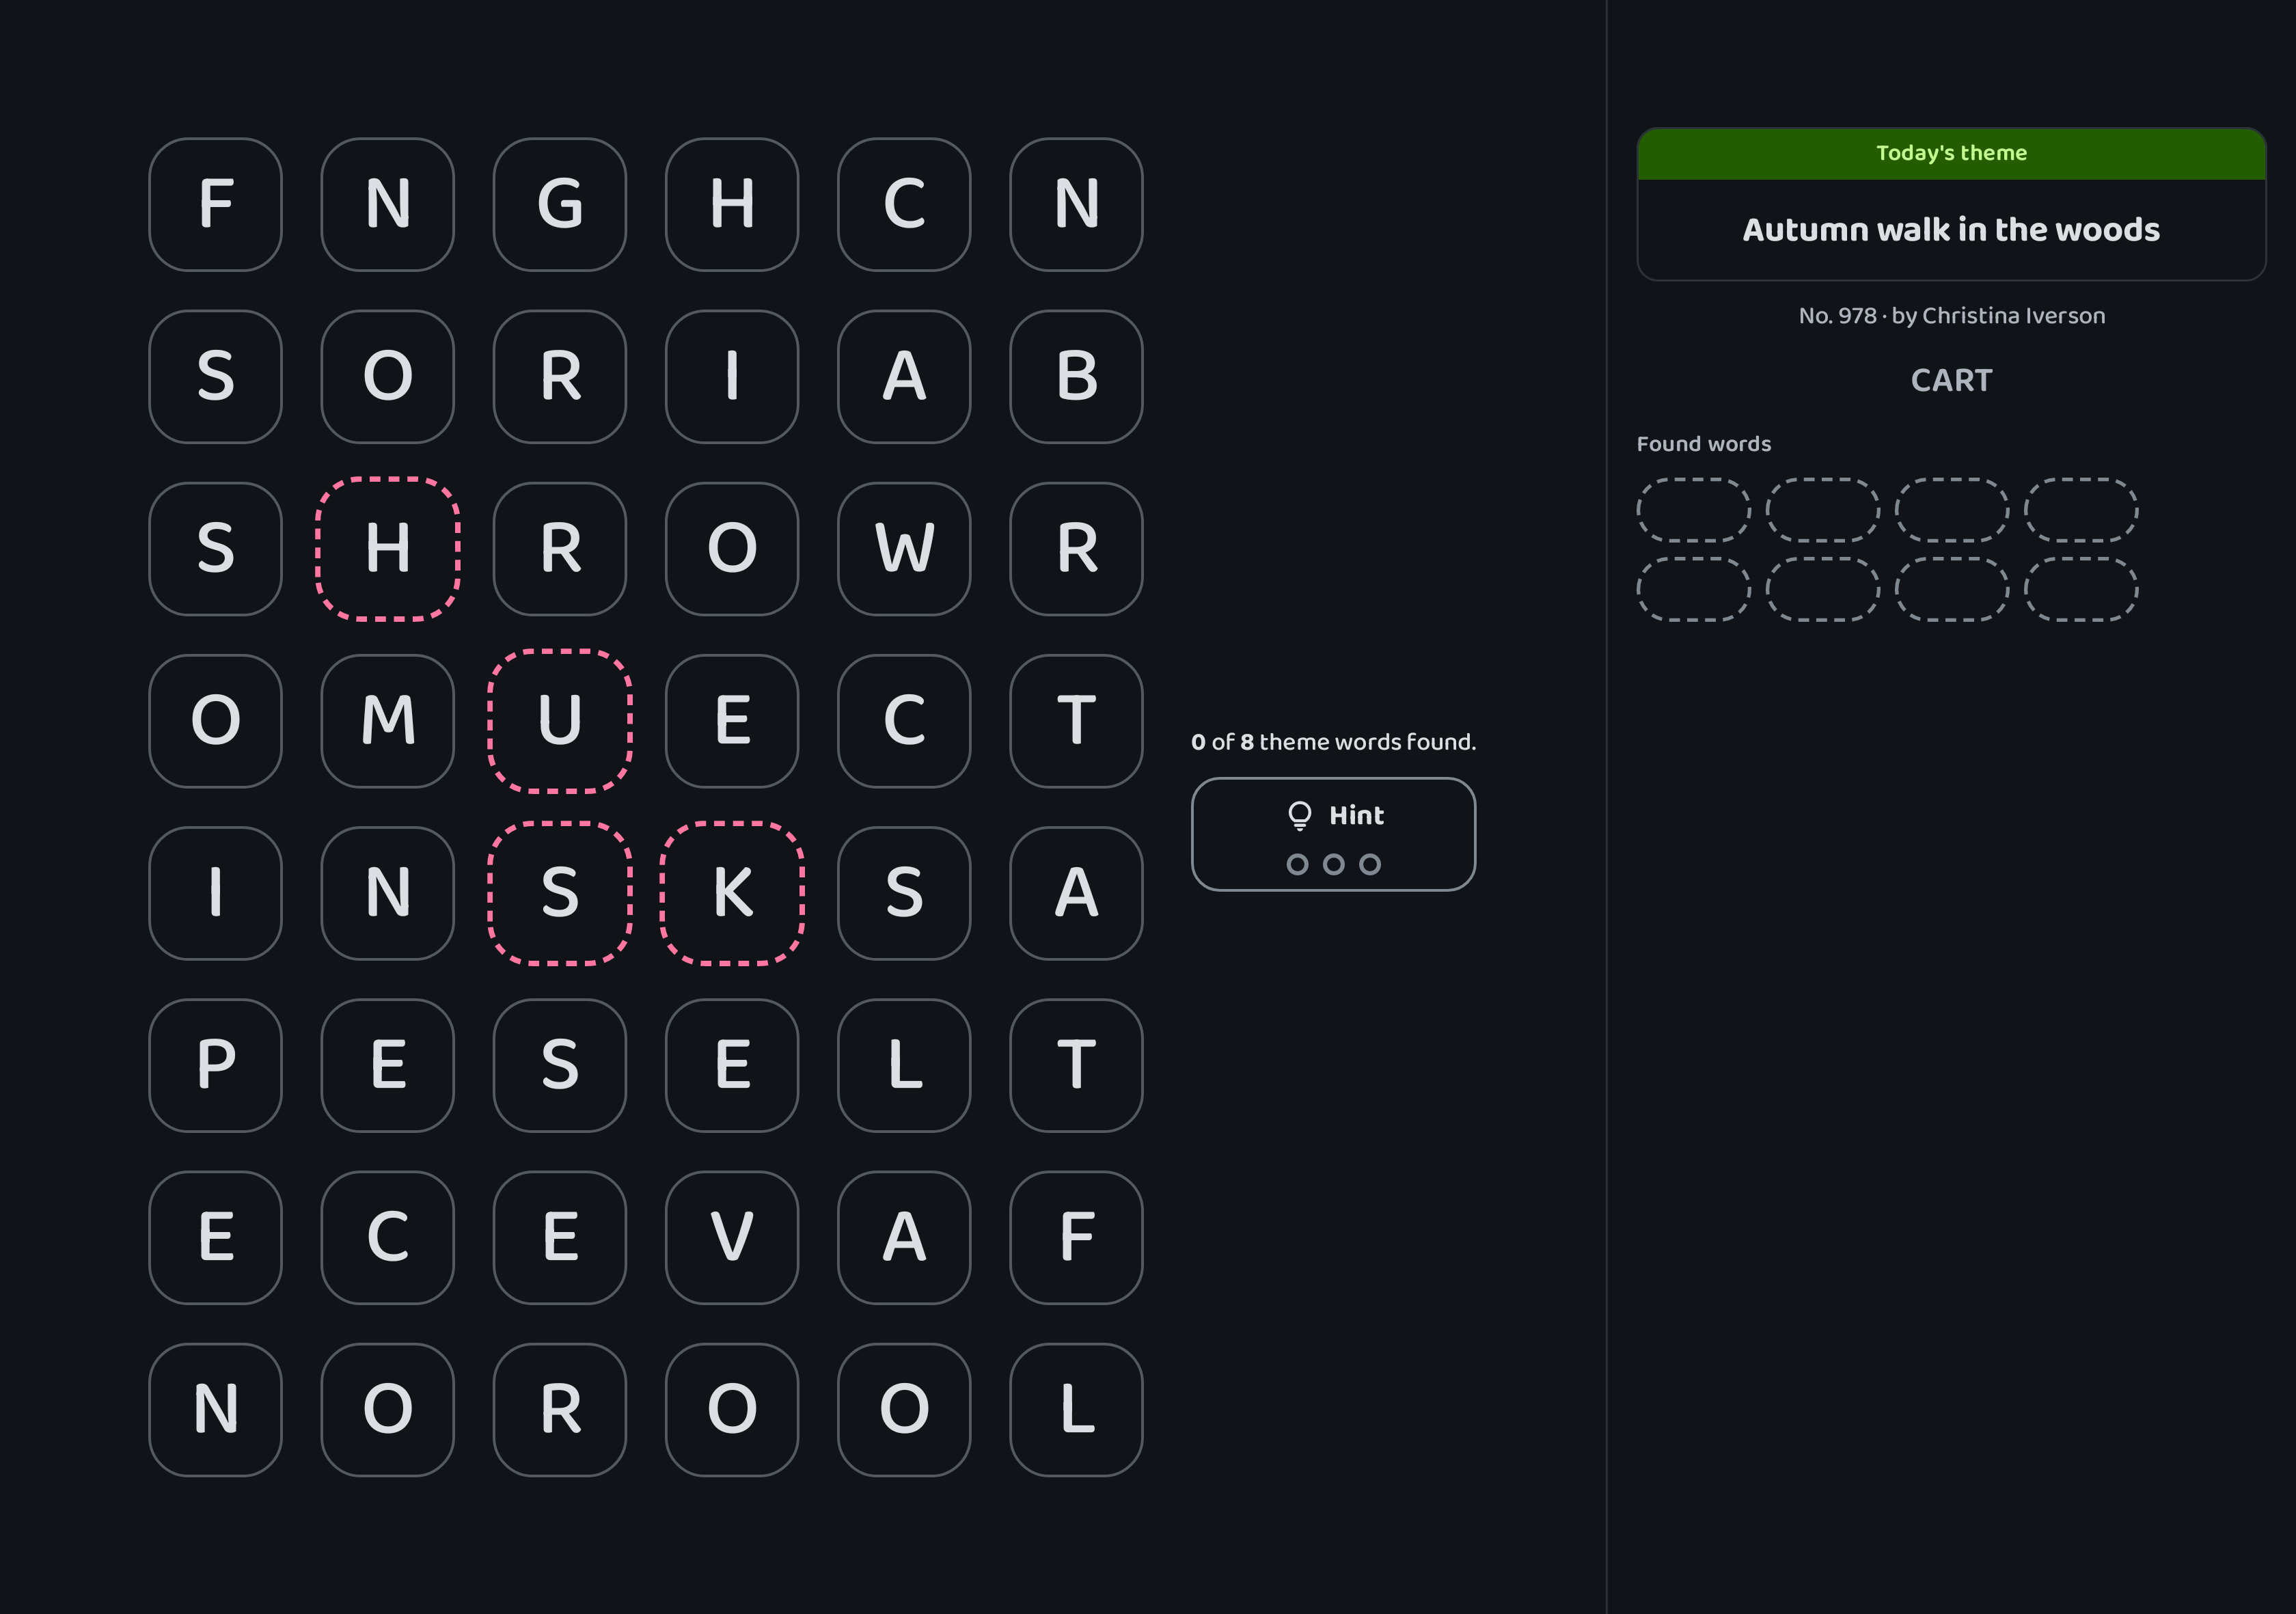 F N G H C N
S O R I A B
S H R O W R
O M U E C T
I N S K S A
P E S E L T
E C E V A F
N O R O O L
0 of 8 theme words found.
Hint
Today's theme
Autumn walk in the woods
No. 978 · by Christina Iverson
CART
Found words